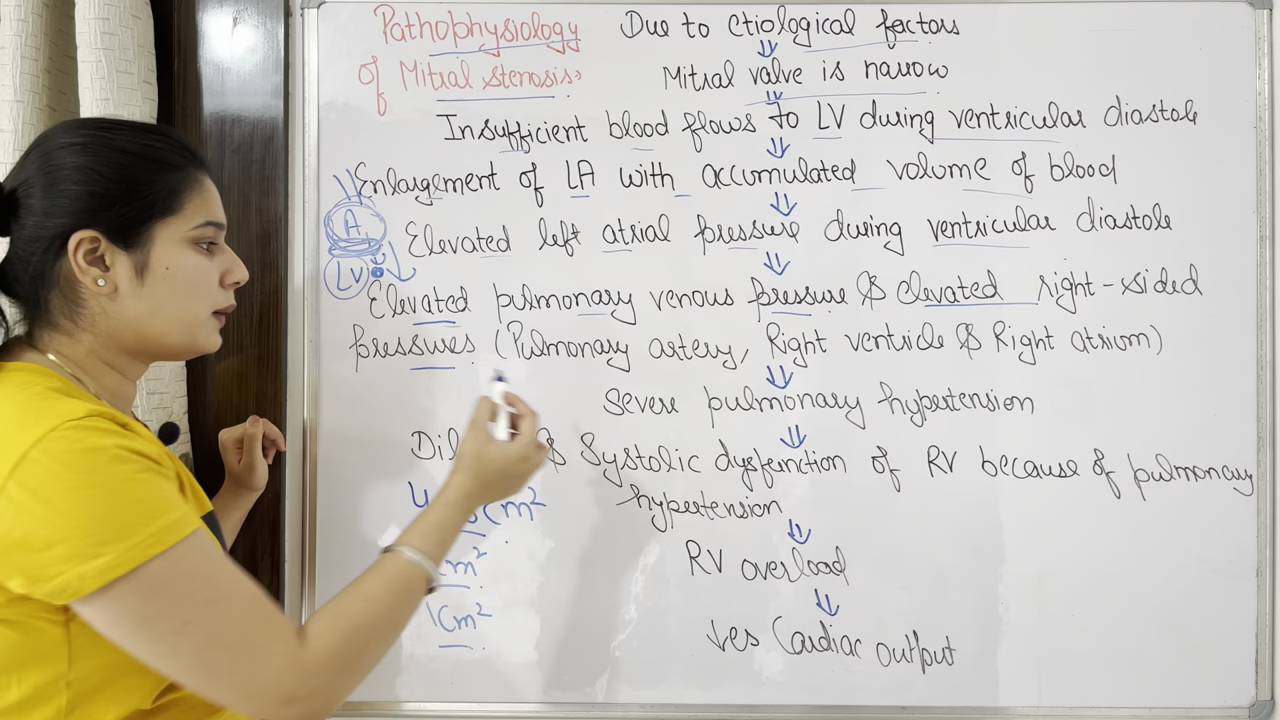 Pathophysiology Due to etiological factors
of Mitral stenosis: Mitral valve is narrow
Insufficient blood flows to LV during ventricular diastole
Enlargement of LA with accumulated volume of blood
A
Elevated left atrial pressure during ventricular diastole
LV
Elevated pulmonary venous pressure & elevated right-sided
pressures (Pulmonary artery, Right ventricle & Right atrium)
Severe pulmonary hypertension
& Systolic dysfunction of RV because of pulmonary
hypertension
cm²
RV overload
1cm²
↓es Cardiac output